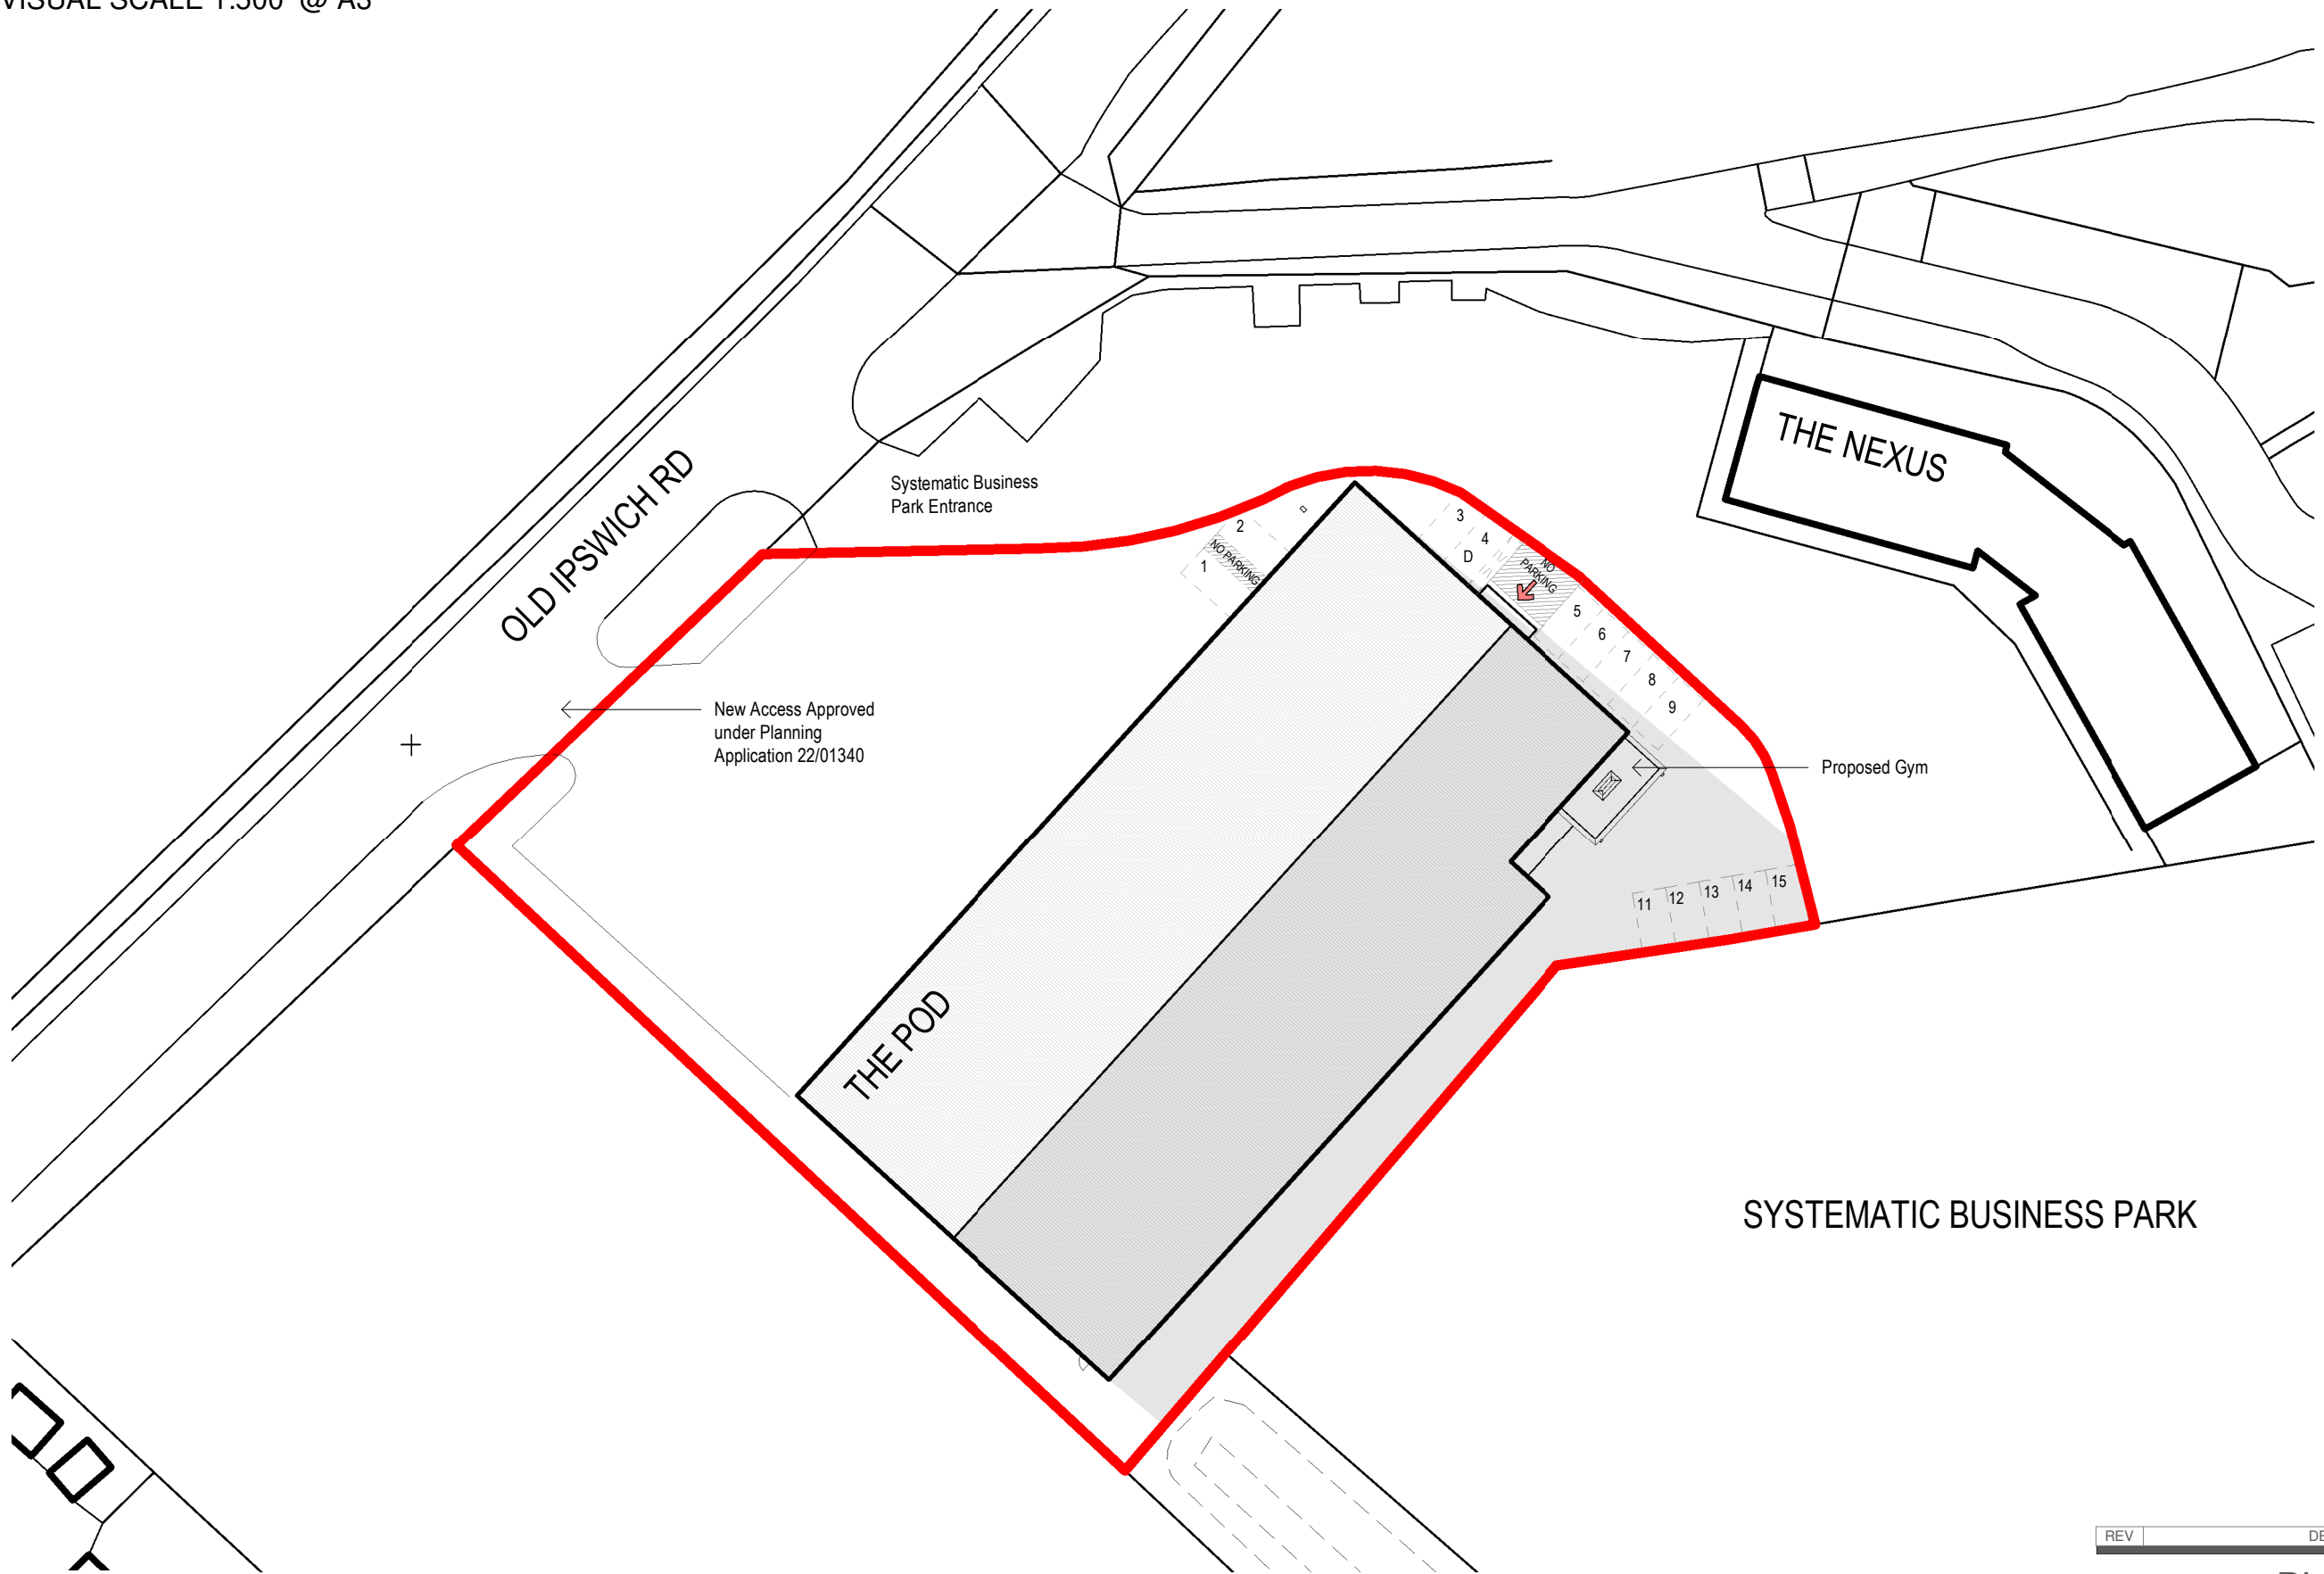 VISUAL SCALE 1:500 @ A3
THE NEXUS
OLD IPSWICH RD
Systematic Business
Park Entrance
2
NO PARKING
1
3
4
D
NO
PARKING
5
6
7
8
9
New Access Approved
under Planning
Application 22/01340
Proposed Gym
11
12
13
14
15
THE POD
SYSTEMATIC BUSINESS PARK
REV